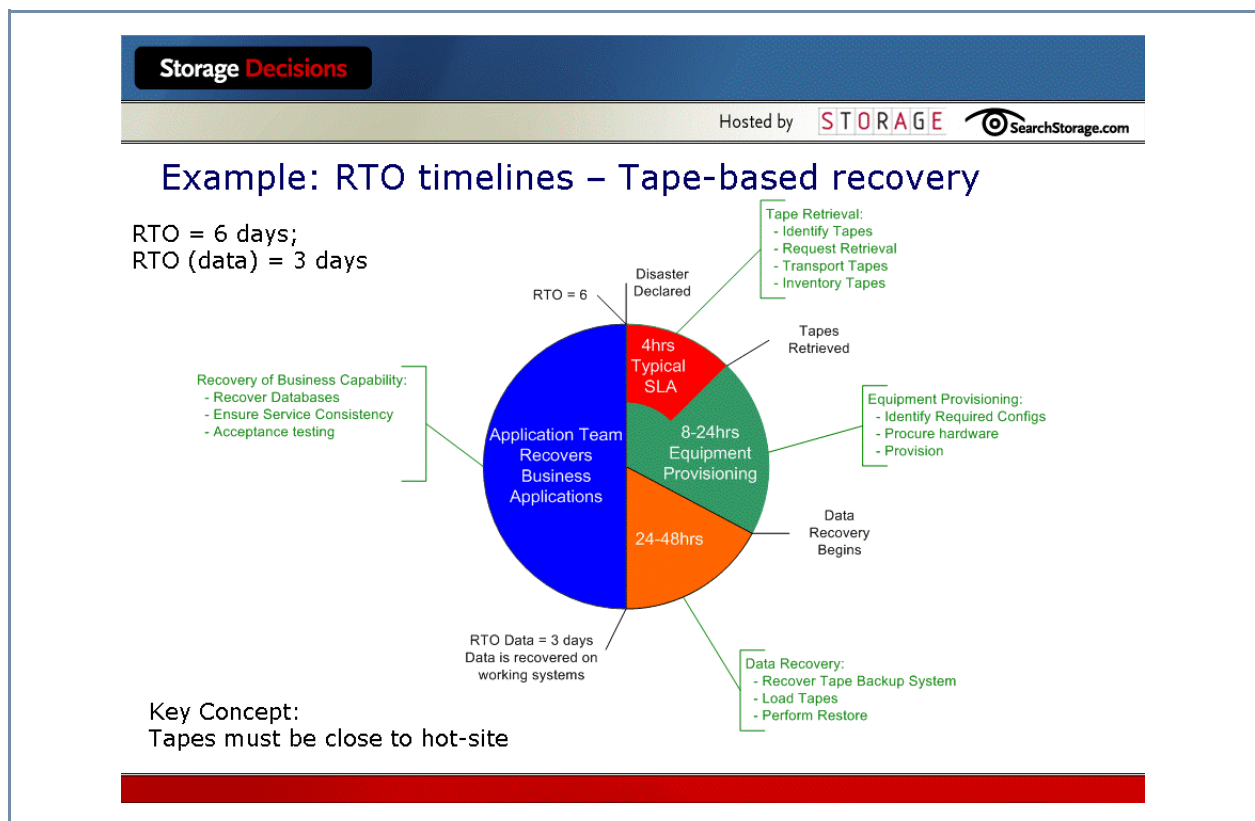 Storage Decisions
Hosted by STORAGE SearchStorage.com
Example: RTO timelines – Tape-based recovery
RTO = 6 days;
RTO (data) = 3 days
Tape Retrieval:
- Identify Tapes
- Request Retrieval
- Transport Tapes
- Inventory Tapes
Disaster
Declared
RTO = 6
Tapes
Retrieved
4hrs
Typical
SLA
Recovery of Business Capability:
- Recover Databases
- Ensure Service Consistency
- Acceptance testing
Equipment Provisioning:
- Identify Required Configs
- Procure hardware
- Provision
Application Team
Recovers
Business
Applications
8-24hrs
Equipment
Provisioning
Data
Recovery
Begins
24-48hrs
RTO Data = 3 days
Data is recovered on
working systems
Data Recovery:
- Recover Tape Backup System
- Load Tapes
- Perform Restore
Key Concept:
Tapes must be close to hot-site